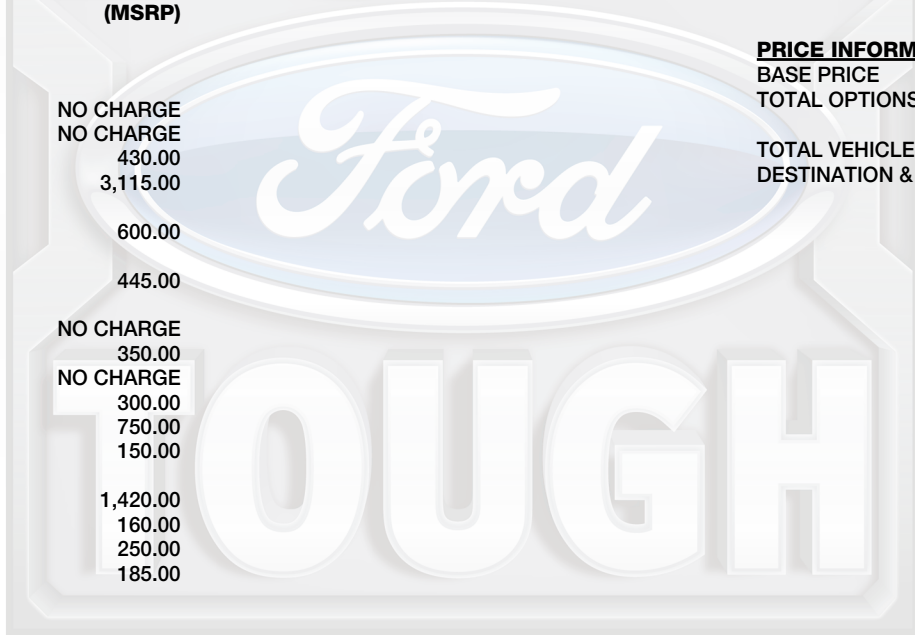 (MSRP)
NO CHARGE
NO CHARGE
430.00
3,115.00
600.00
445.00
NO CHARGE
350.00
NO CHARGE
300.00
750.00
150.00
1,420.00
160.00
250.00
185.00
PRICE INFORM
BASE PRICE
TOTAL OPTIONS
TOTAL VEHICLE
DESTINATION &
Ford
TOUGH